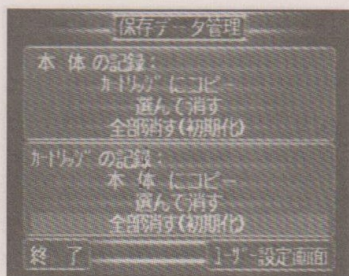 保存データ管理
本 体 の記録：
カートリッジ にコピー
選んで消す
全部消す(初期化)
カートリッジ の記録：
本 体 にコピー
選んで消す
全部消す(初期化)
終 了 ユーザー設定画面